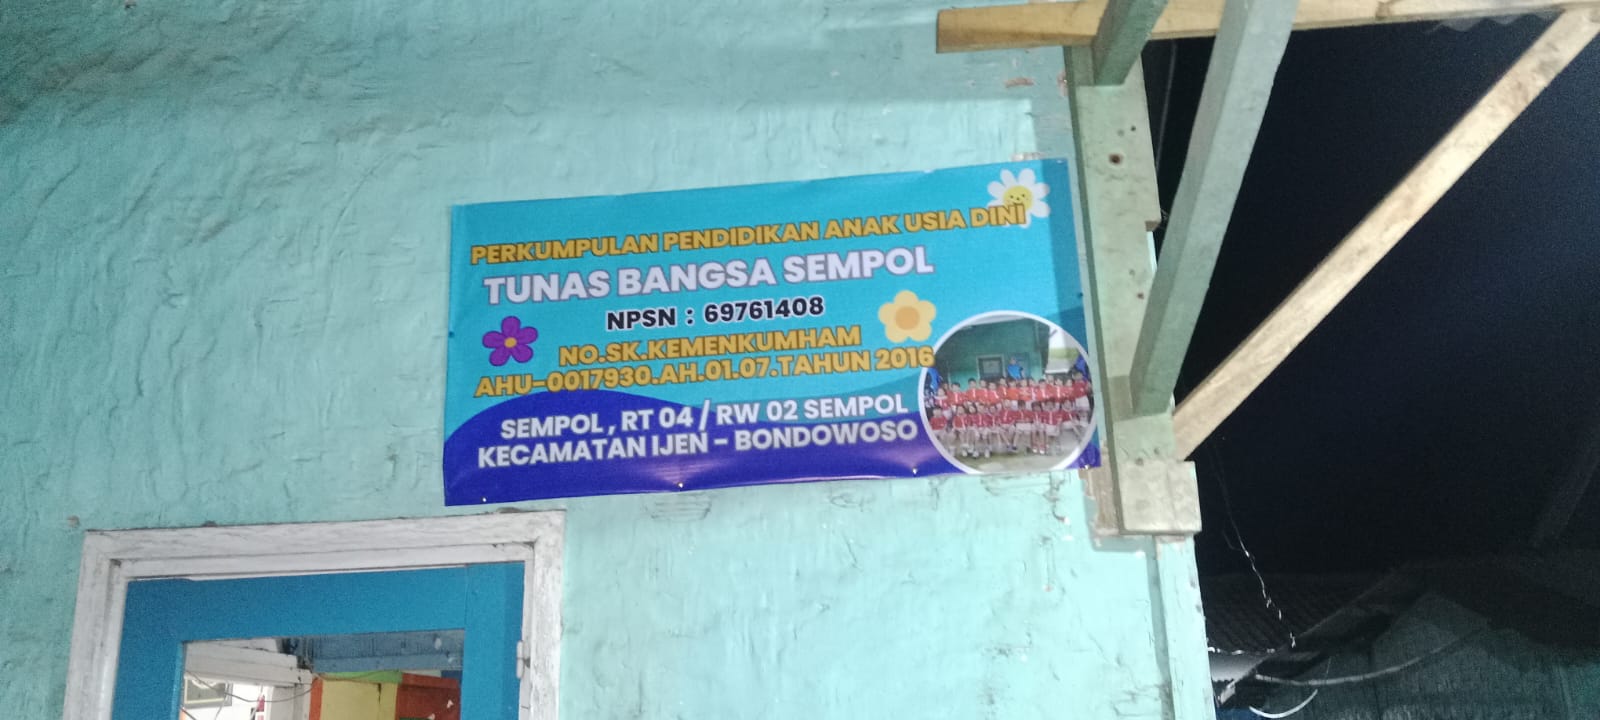 PERKUMPULAN PENDIDIKAN ANAK USIA DINI
TUNAS BANGSA SEMPOL
NPSN : 69761408
NO.SK.KEMENKUMHAM
AHU-0017930.AH.01.07.TAHUN 2016
SEMPOL , RT 04 / RW 02 SEMPOL
KECAMATAN IJEN - BONDOWOSO